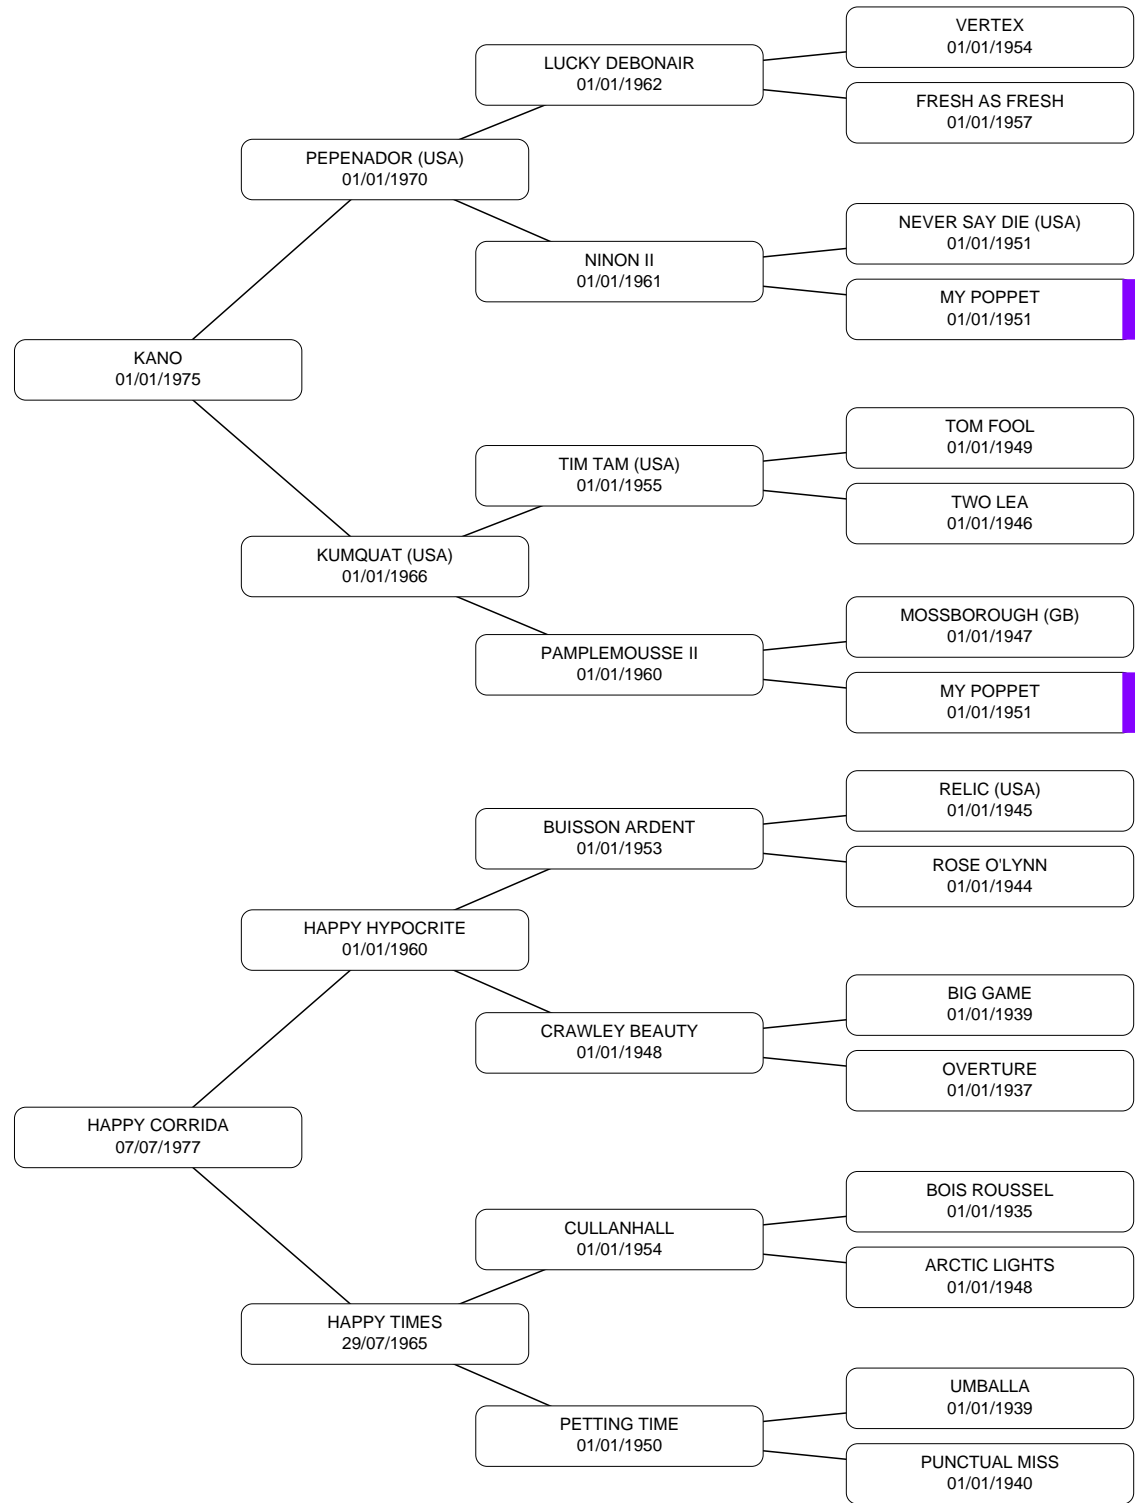 VERTEX
01/01/1954
LUCKY DEBONAIR
01/01/1962
FRESH AS FRESH
01/01/1957
PEPENADOR (USA)
01/01/1970
NEVER SAY DIE (USA)
01/01/1951
NINON II
01/01/1961
MY POPPET
01/01/1951
KANO
01/01/1975
TOM FOOL
01/01/1949
TIM TAM (USA)
01/01/1955
TWO LEA
01/01/1946
KUMQUAT (USA)
01/01/1966
MOSSBOROUGH (GB)
01/01/1947
PAMPLEMOUSSE II
01/01/1960
MY POPPET
01/01/1951
RELIC (USA)
01/01/1945
BUISSON ARDENT
01/01/1953
ROSE O'LYNN
01/01/1944
HAPPY HYPOCRITE
01/01/1960
BIG GAME
01/01/1939
CRAWLEY BEAUTY
01/01/1948
OVERTURE
01/01/1937
HAPPY CORRIDA
07/07/1977
BOIS ROUSSEL
01/01/1935
CULLANHALL
01/01/1954
ARCTIC LIGHTS
01/01/1948
HAPPY TIMES
29/07/1965
UMBALLA
01/01/1939
PETTING TIME
01/01/1950
PUNCTUAL MISS
01/01/1940